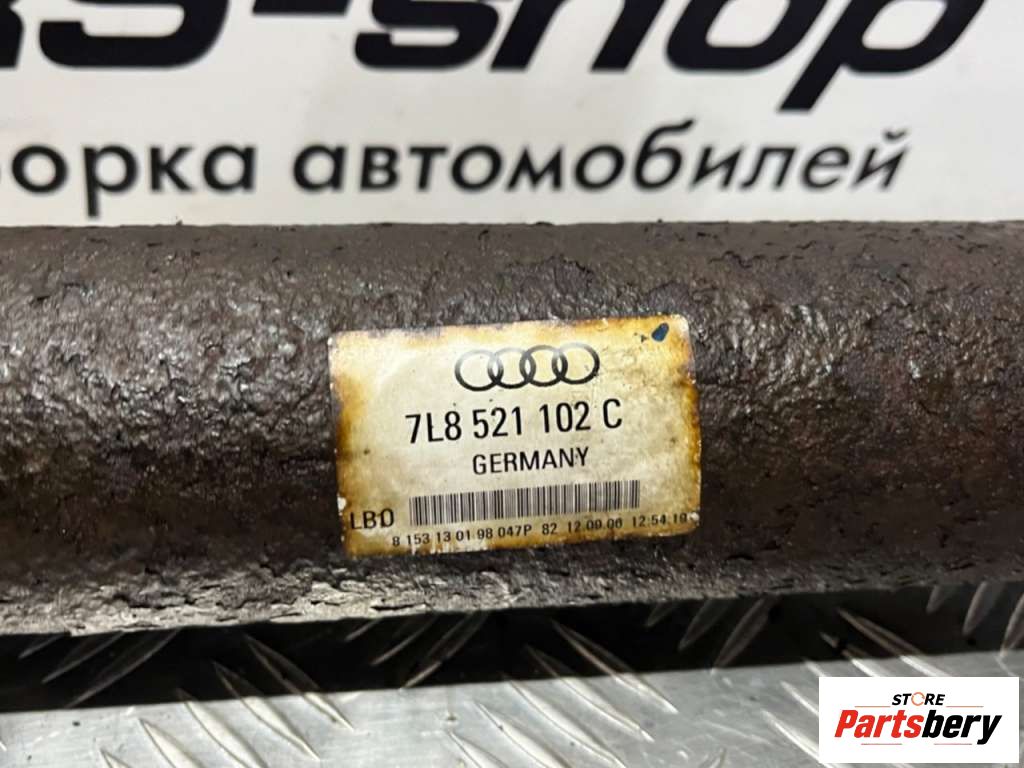 S-shop
орка автомобилей
7L8 521 102 C
GERMANY
LBO
8 153 13 01 98 047P 82 12.09.06 12:54.19
STORE
Partsbery